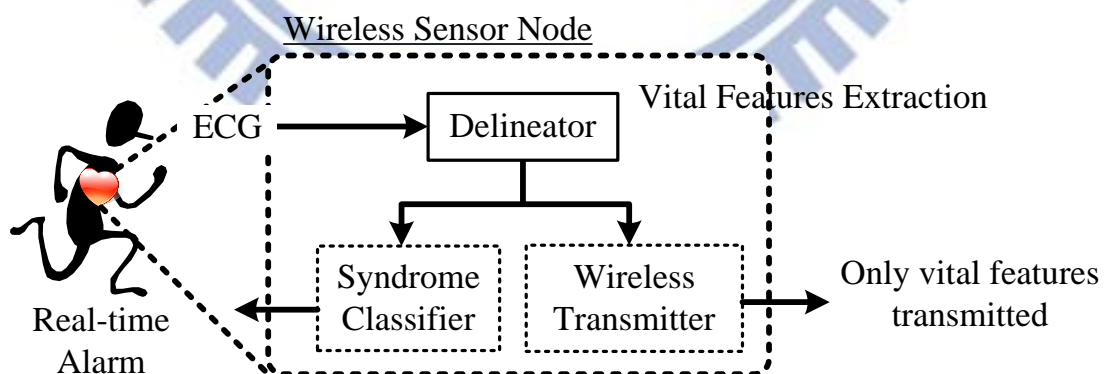 Wireless Sensor Node
Vital Features Extraction
ECG
Delineator
Syndrome
Classifier
Wireless
Transmitter
Only vital features
transmitted
Real-time
Alarm